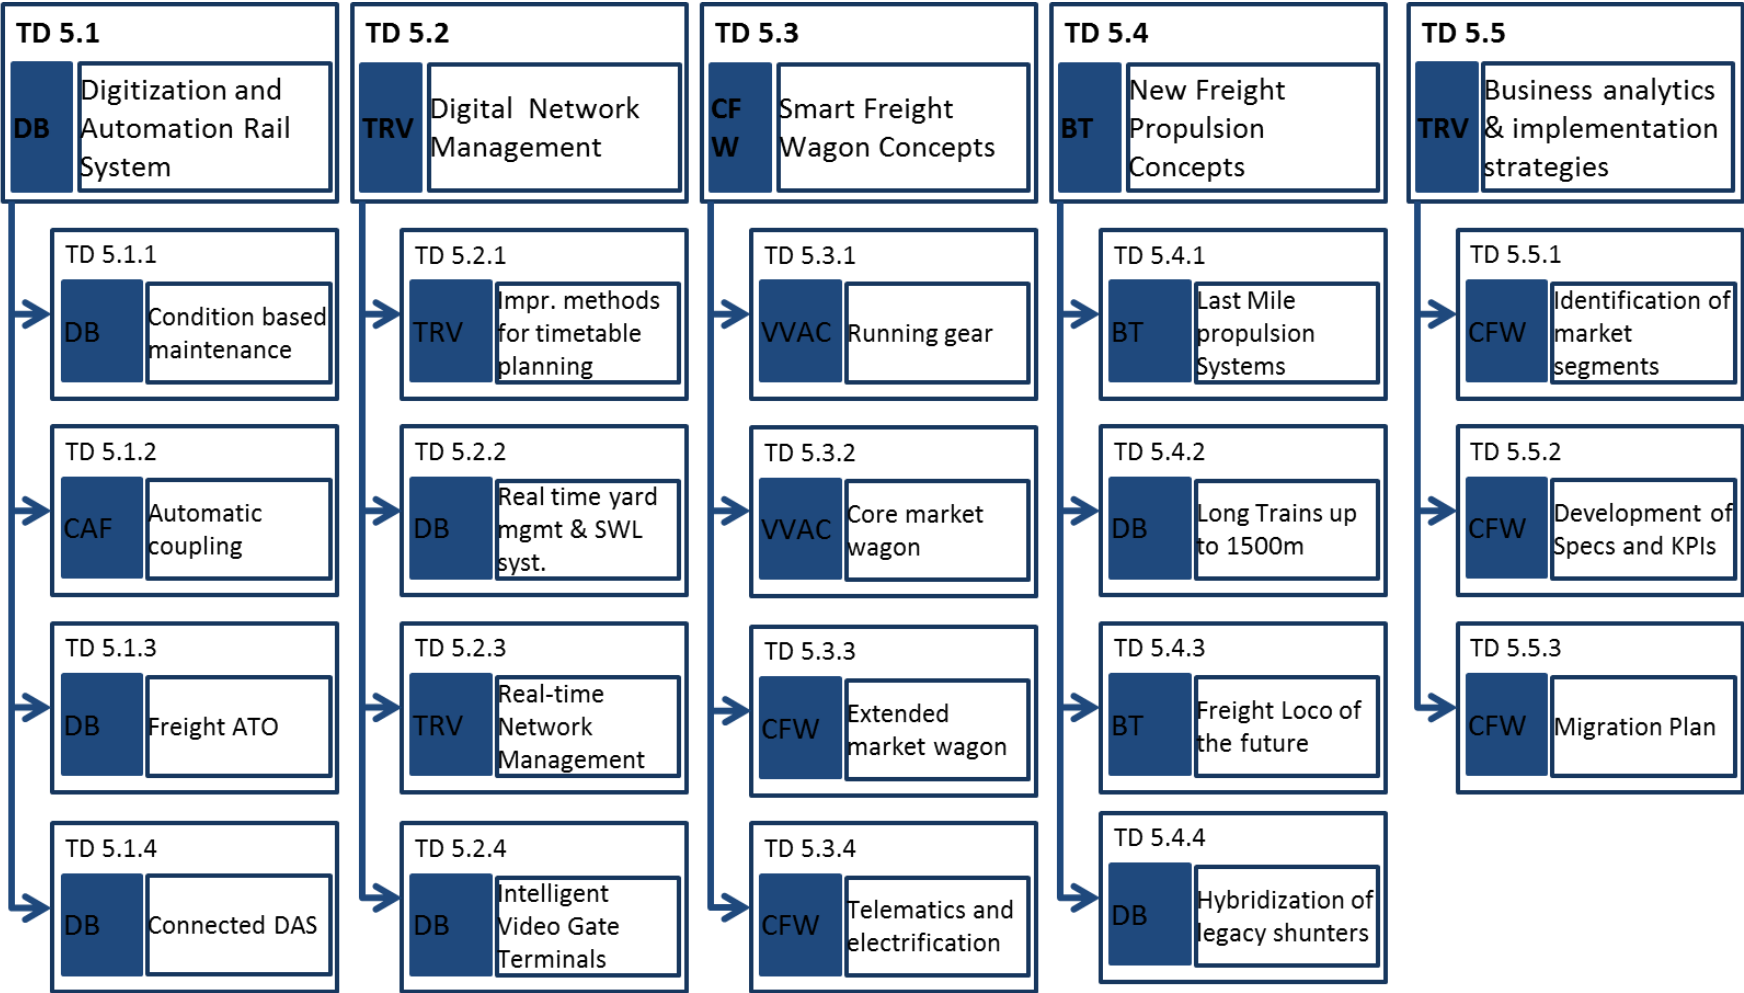 TD 5.1
DB
Digitization and
Automation Rail
System
TD 5.1.1
DB
Condition based
maintenance
TD 5.1.2
CAF
Automatic
coupling
TD 5.1.3
DB
Freight ATO
TD 5.1.4
DB
Connected DAS
TD 5.2
TRV
Digital Network
Management
TD 5.2.1
TRV
Impr. methods
for timetable
planning
TD 5.2.2
DB
Real time yard
mgmt & SWL
syst.
TD 5.2.3
TRV
Real-time
Network
Management
TD 5.2.4
DB
Intelligent
Video Gate
Terminals
TD 5.3
CF
W
Smart Freight
Wagon Concepts
TD 5.3.1
VVAC
Running gear
TD 5.3.2
VVAC
Core market
wagon
TD 5.3.3
CFW
Extended
market wagon
TD 5.3.4
CFW
Telematics and
electrification
TD 5.4
BT
New Freight
Propulsion
Concepts
TD 5.4.1
BT
Last Mile
propulsion
Systems
TD 5.4.2
DB
Long Trains up
to 1500m
TD 5.4.3
BT
Freight Loco of
the future
TD 5.4.4
DB
Hybridization of
legacy shunters
TD 5.5
TRV
Business analytics
& implementation
strategies
TD 5.5.1
CFW
Identification of
market
segments
TD 5.5.2
CFW
Development of
Specs and KPIs
TD 5.5.3
CFW
Migration Plan